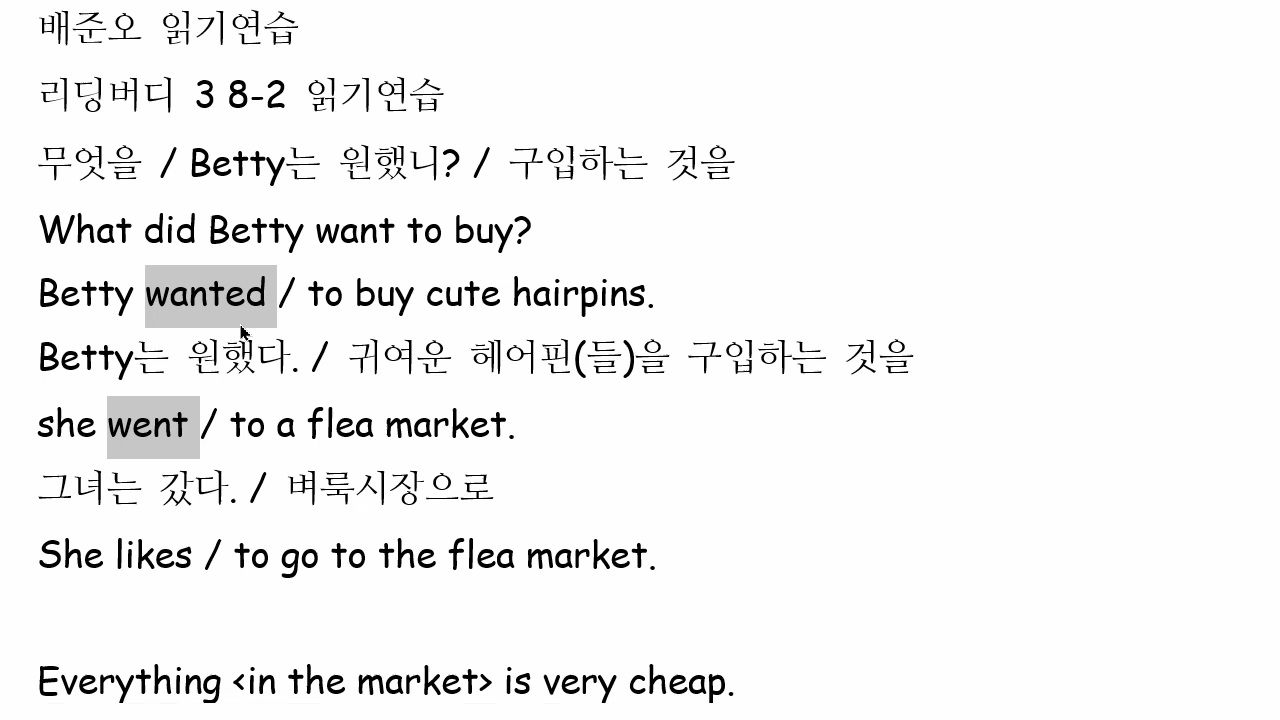 배준오 읽기연습
리딩버디 3 8-2 읽기연습
무엇을 / Betty는 원했니? / 구입하는 것을
What did Betty want to buy?
Betty wanted / to buy cute hairpins.
Betty는 원했다. / 귀여운 헤어핀(들)을 구입하는 것을
she went / to a flea market.
그녀는 갔다. / 벼룩시장으로
She likes / to go to the flea market.
Everything <in the market> is very cheap.